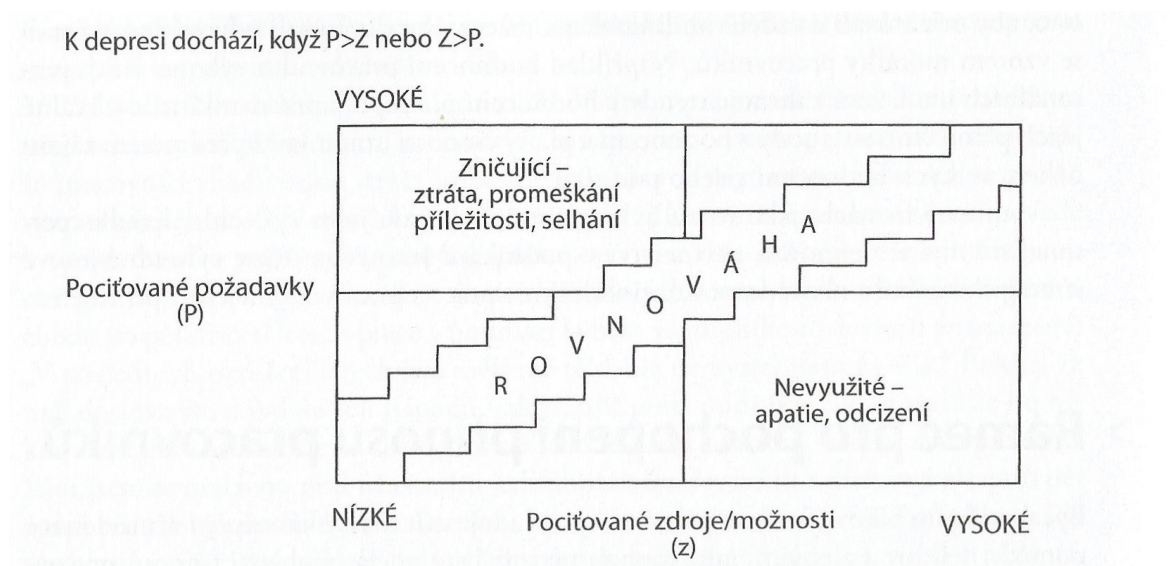 K depresi dochází, když P>Z nebo Z>P.
VYSOKÉ
Zničující –
ztráta, promeškání
příležitosti, selhání
Pociťované požadavky
(P)
R O V N O V Á H A
Nevyužité –
apatie, odcizení
NÍZKÉ
Pociťované zdroje/možnosti
(z)
VYSOKÉ